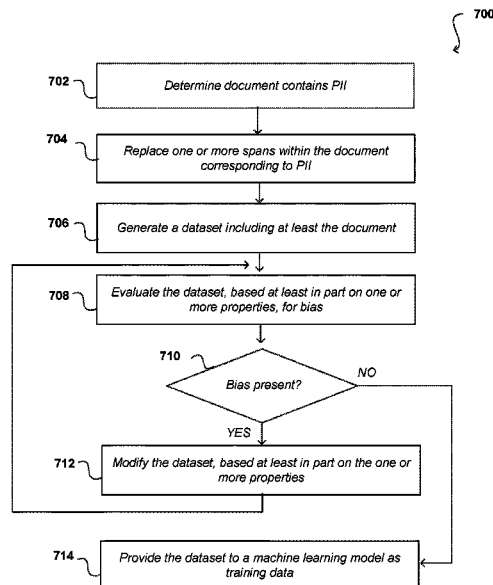 700
702
Determine document contains PII
704
Replace one or more spans within the document
corresponding to PII
706
Generate a dataset including at least the document
708
Evaluate the dataset, based at least in part on one or
more properties, for bias
710
Bias present?
NO
YES
712
Modify the dataset, based at least in part on the one or
more properties
714
Provide the dataset to a machine learning model as
training data